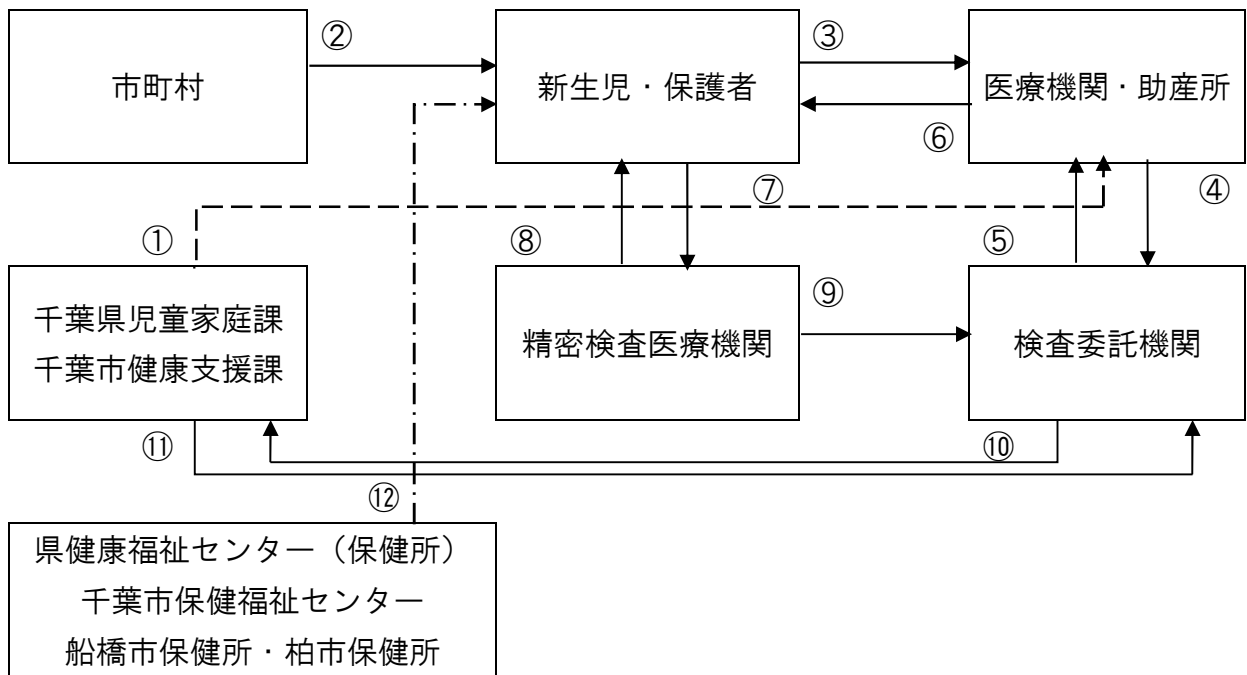 ②
③
市町村
新生児・保護者
医療機関・助産所
⑥
⑦
④
①
⑧
⑤
千葉県児童家庭課
千葉市健康支援課
精密検査医療機関
⑨
検査委託機関
⑪
⑩
⑫
県健康福祉センター（保健所）
千葉市保健福祉センター
船橋市保健所・柏市保健所